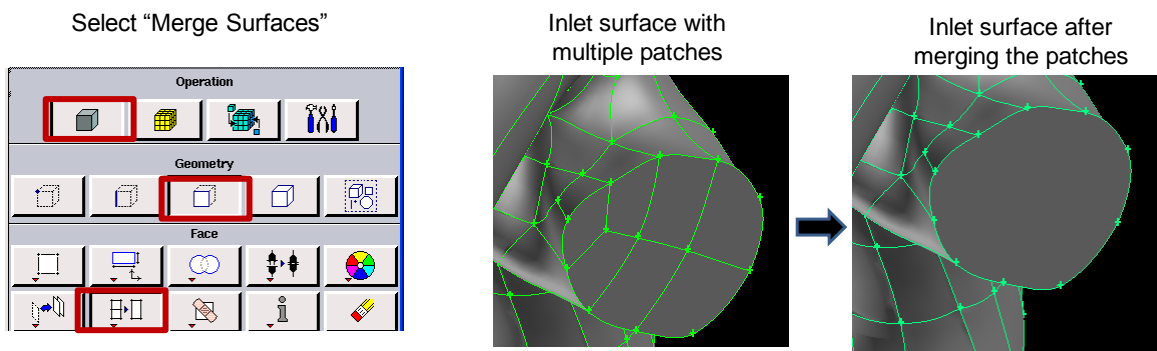 Select “Merge Surfaces”
Operation
Geometry
Face
Inlet surface with
multiple patches
Inlet surface after
merging the patches